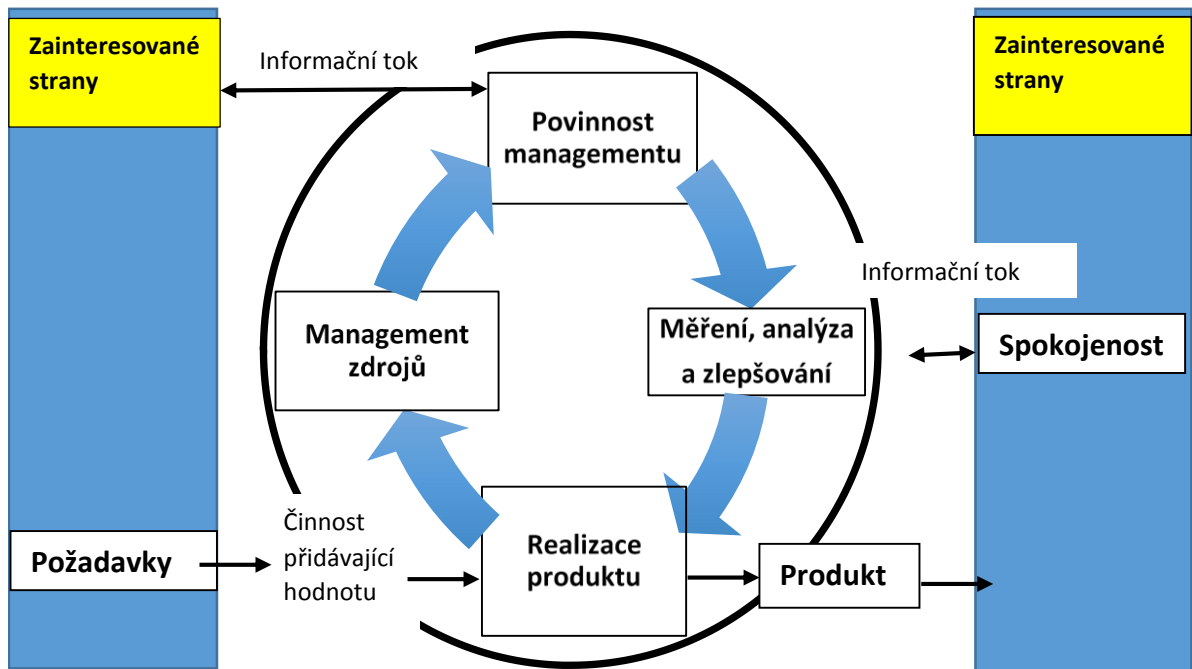 Zainteresované
strany
Informační tok
Povinnost
managementu
Zainteresované
strany
Informační tok
Management
zdrojů
Měření, analýza
a zlepšování
Spokojenost
Požadavky
Činnost
přidávající
hodnotu
Realizace
produktu
Produkt